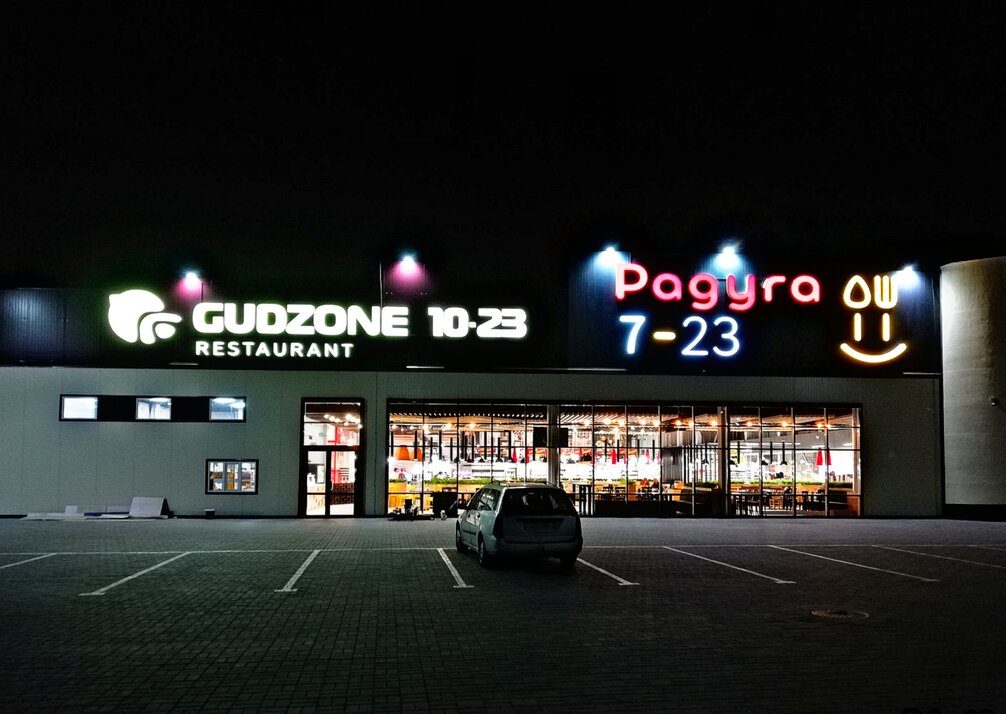 GUDZONE 10-23
RESTAURANT
Pagyra
7-23